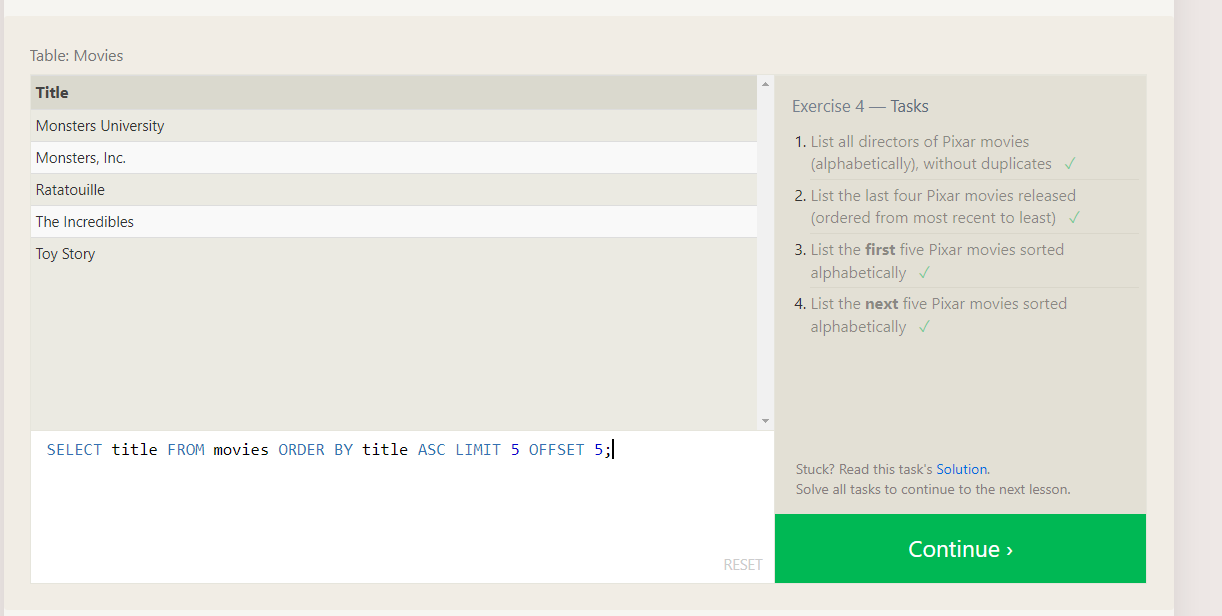 Table: Movies
Title
Monsters University
Monsters, Inc.
Ratatouille
The Incredibles
Toy Story
SELECT title FROM movies ORDER BY title ASC LIMIT 5 OFFSET 5;
RESET
Exercise 4 — Tasks
1. List all directors of Pixar movies
(alphabetically), without duplicates ✓
2. List the last four Pixar movies released
(ordered from most recent to least) ✓
3. List the first five Pixar movies sorted
alphabetically ✓
4. List the next five Pixar movies sorted
alphabetically ✓
Stuck? Read this task's Solution.
Solve all tasks to continue to the next lesson.
Continue ›